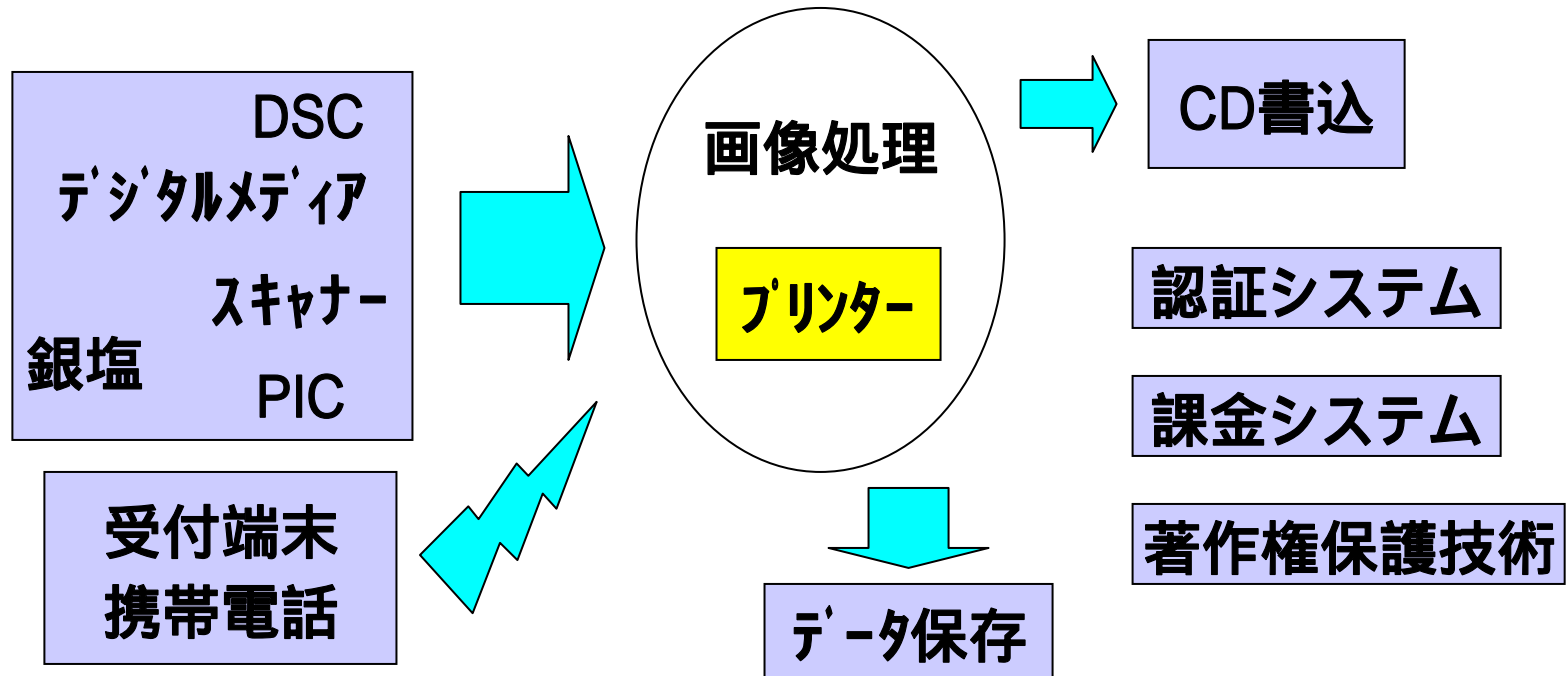 DSC
ﾃﾞｼﾞﾀﾙﾒﾃﾞｨｱ
ｽｷｬﾅｰ
銀塩
PIC
受付端末
携帯電話
画像処理
ﾌﾟﾘﾝﾀｰ
ﾃﾞｰﾀ保存
CD書込
認証システム
課金システム
著作権保護技術